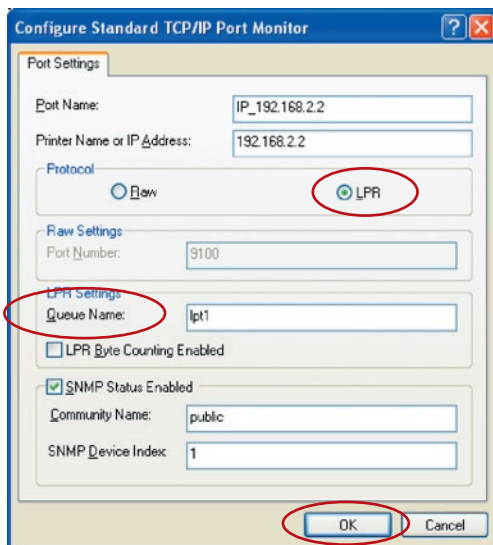 Configure Standard TCP/IP Port Monitor
Port Settings
Port Name: IP_192.168.2.2
Printer Name or IP Address: 192.168.2.2
Protocol
Raw LPR
Raw Settings
Port Number: 9100
LPR Settings
Queue Name: lpt1
LPR Byte Counting Enabled
SNMP Status Enabled
Community Name: public
SNMP Device Index: 1
OK Cancel